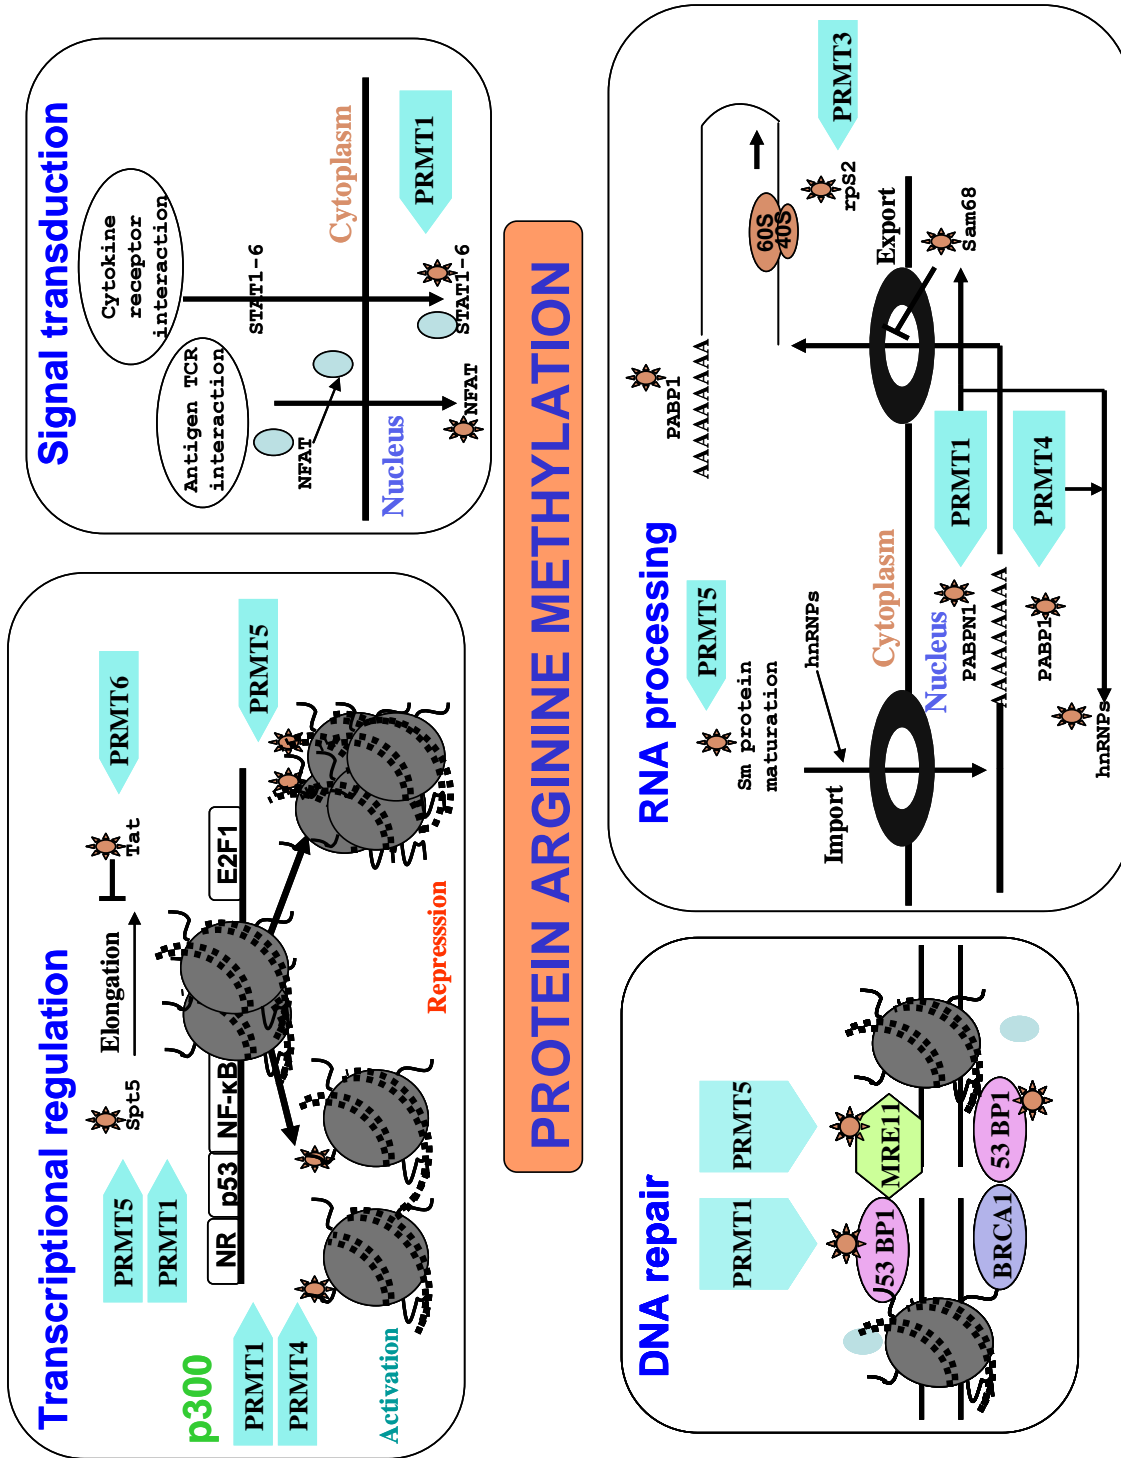 Transcriptional regulation
Spt5
Elongation
Tat
PRMT6
PRMT5
PRMT1
NR
p53
NF-κB
E2F1
PRMT5
p300
PRMT1
PRMT4
Activation
Represssion
Signal transduction
Antigen TCR
interaction
Cytokine
receptor
interaction
NFAT
STAT1-6
Cytoplasm
Nucleus
NFAT
STAT1-6
PRMT1
PROTEIN ARGININE METHYLATION
DNA repair
PRMT1
PRMT5
53 BP1
MRE11
BRCA1
53 BP1
RNA processing
PABP1
AAAAAAAAA
PRMT5
Sm protein
maturation
hnRNPs
60S
40S
rpS2
PRMT3
Import
Export
Cytoplasm
Nucleus
PABPN1
PRMT1
Sam68
AAAAAAAAA
PABP1
PRMT4
hnRNPs